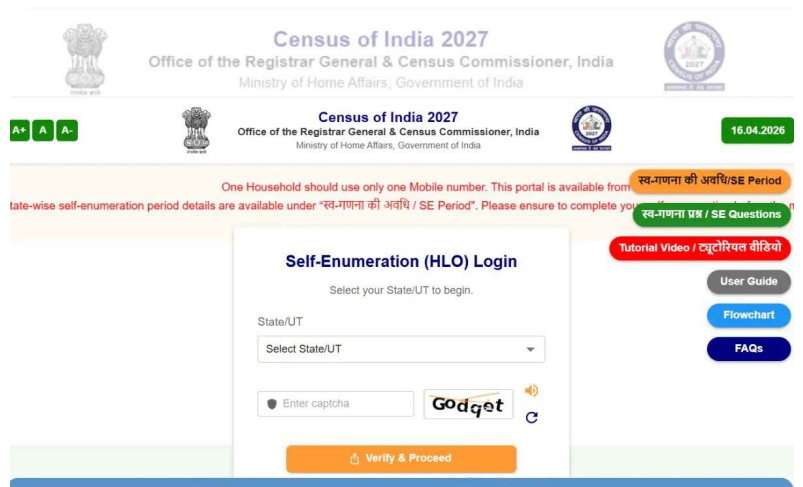 Census of India 2027
Office of the Registrar General & Census Commissioner, India
Ministry of Home Affairs, Government of India
A+ A A-
Census of India 2027
Office of the Registrar General & Census Commissioner, India
Ministry of Home Affairs, Government of India
16.04.2026
स्व-गणना की अवधि/SE Period
One Household should use only one Mobile number. This portal is available from
tate-wise self-enumeration period details are available under "स्व-गणना की अवधि / SE Period". Please ensure to complete
स्व-गणना प्रश्न / SE Questions
Tutorial Video / ट्यूटोरियल वीडियो
User Guide
Flowchart
FAQs
Self-Enumeration (HLO) Login
Select your State/UT to begin.
State/UT
Select State/UT
Enter captcha
Godqet
Verify & Proceed